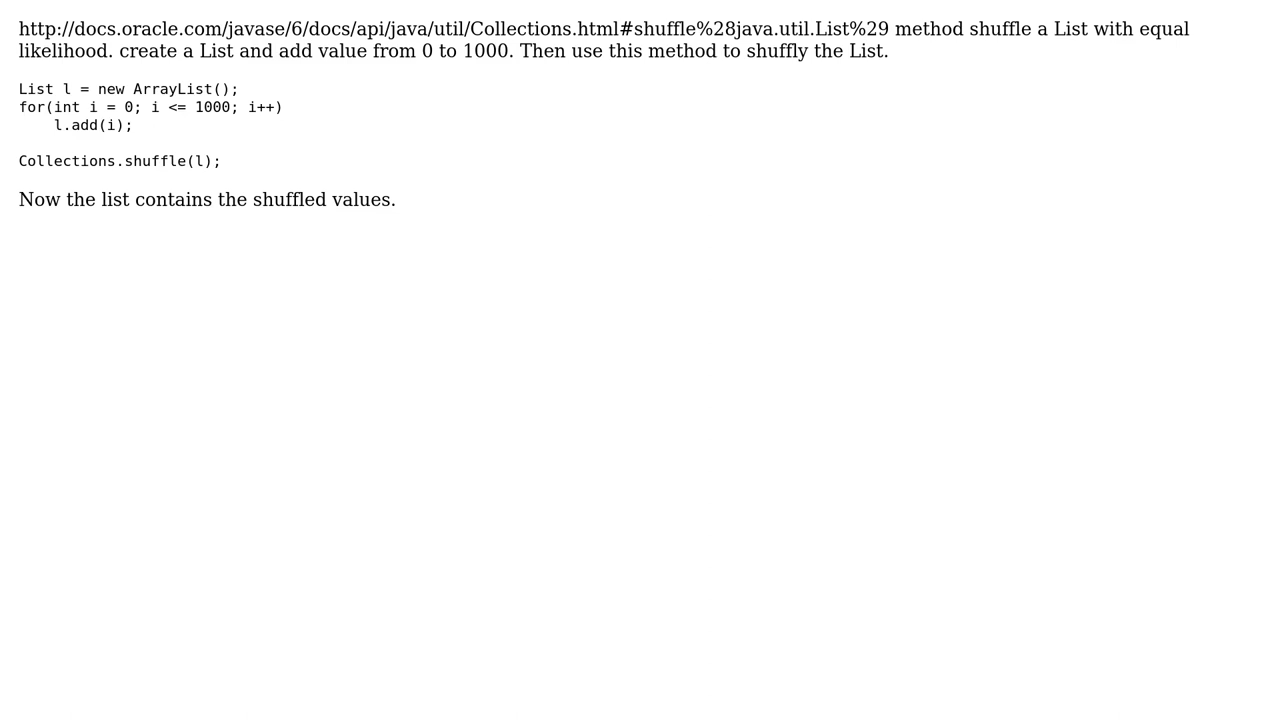 http://docs.oracle.com/javase/6/docs/api/java/util/Collections.html#shuffle%28java.util.List%29 method shuffle a List with equal
likelihood. create a List and add value from 0 to 1000. Then use this method to shuffly the List.
List l = new ArrayList();
for(int i = 0; i <= 1000; i++)
    l.add(i);
Collections.shuffle(l);
Now the list contains the shuffled values.